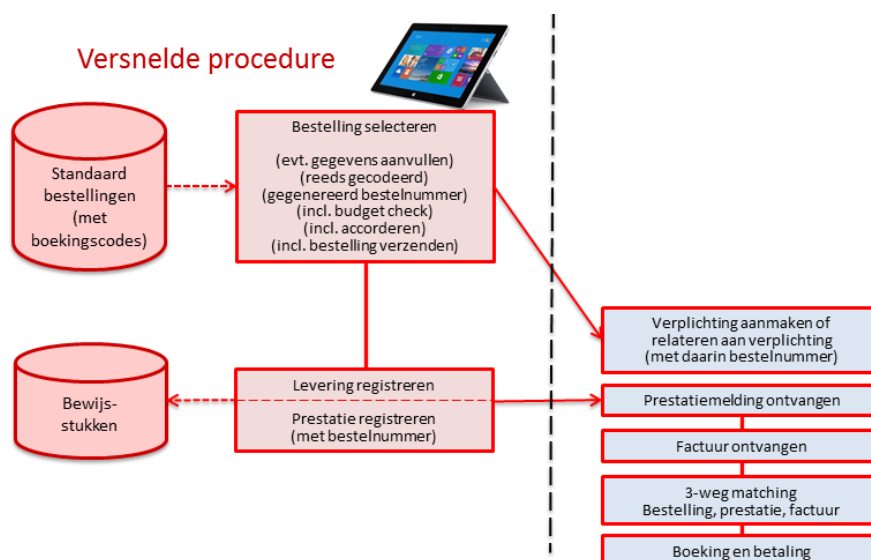 Versnelde procedure
Standaard
bestellingen
(met
boekingscodes)
Bestelling selecteren
(evt. gegevens aanvullen)
(reeds gecodeerd)
(gegenereerd bestelnummer)
(incl. budget check)
(incl. accorderen)
(incl. bestelling verzenden)
Verplichting aanmaken of
relateren aan verplichting
(met daarin bestelnummer)
Bewijs-
stukken
Levering registreren
Prestatie registreren
(met bestelnummer)
Prestatiemelding ontvangen
Factuur ontvangen
3-weg matching
Bestelling, prestatie, factuur
Boeking en betaling